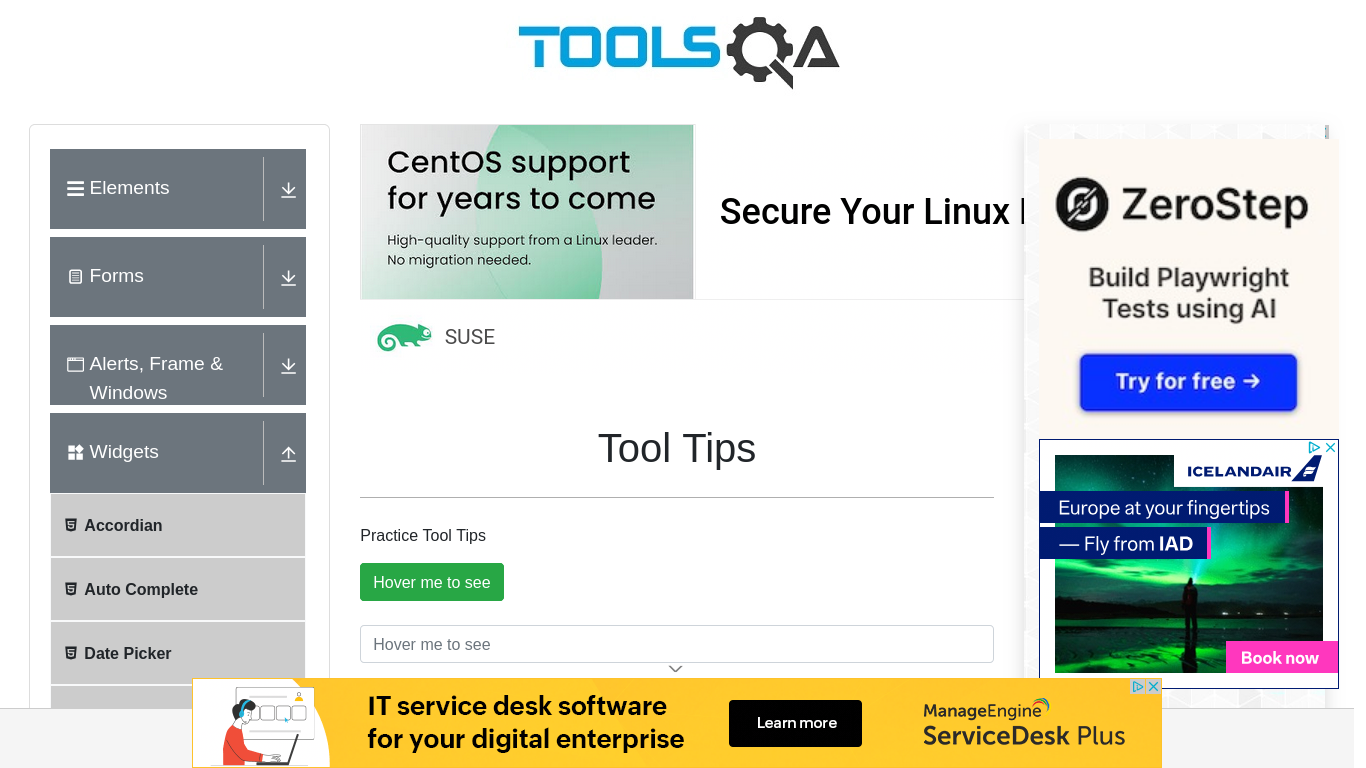 TOOLSQA
Elements
Forms
Alerts, Frame &
Windows
Widgets
Accordian
Auto Complete
Date Picker
CentOS support
for years to come
High-quality support from a Linux leader.
No migration needed.
Secure Your Linux
SUSE
Tool Tips
Practice Tool Tips
Hover me to see
Hover me to see
ZeroStep
Build Playwright
Tests using AI
Try for free →
ICELANDAIR
Europe at your fingertips
— Fly from IAD
Book now
IT service desk software
for your digital enterprise
Learn more
ManageEngine
ServiceDesk Plus